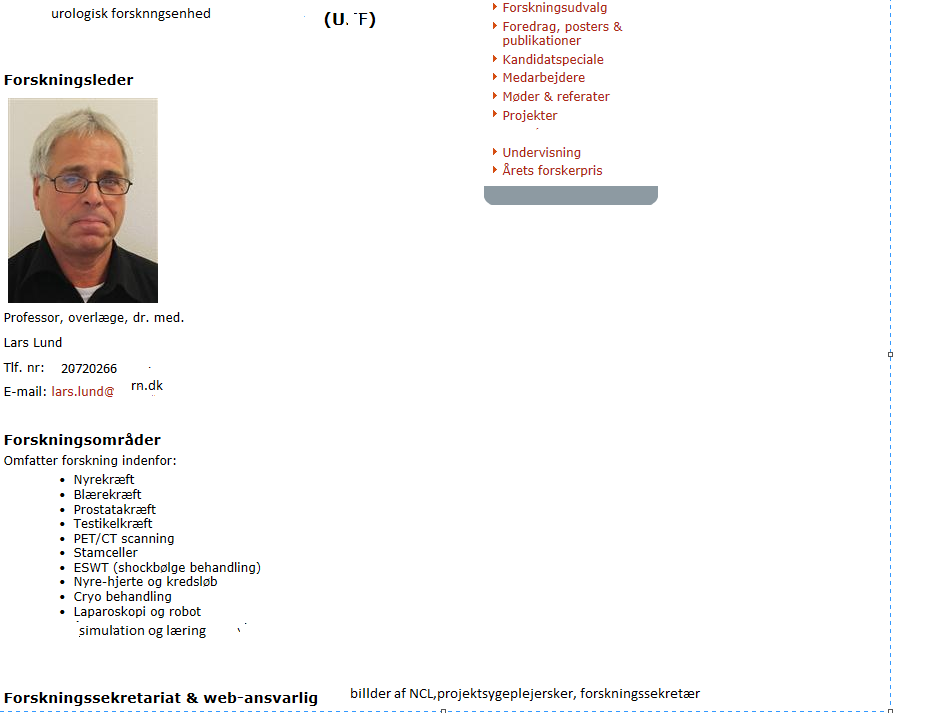 urologisk forsknngsenhed
(U. F)
Forskningsleder
Professor, overlæge, dr. med.
Lars Lund
Tlf. nr: 20720266
E-mail: lars.lund@ rn.dk
Forskningsområder
Omfatter forskning indenfor:
• Nyrekræft
• Blærekræft
• Prostatakræft
• Testikelkræft
• PET/CT scanning
• Stamceller
• ESWT (shockbølge behandling)
• Nyre-hjerte og kredsløb
• Cryo behandling
• Laparoskopi og robot
simulation og læring
Forskningssekretariat & web-ansvarlig
billder af NCL,projektsygeplejersker, forskningssekretær
Forskningsudvalg
Foredrag, posters &
publikationer
Kandidatspeciale
Medarbejdere
Møder & referater
Projekter
Undervisning
Årets forskerpris